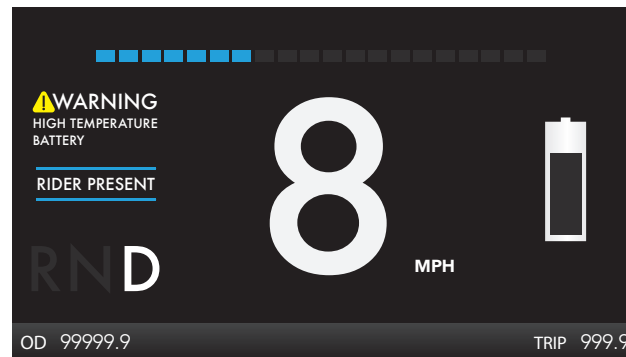 WARNING
HIGH TEMPERATURE
BATTERY
RIDER PRESENT
RND
8
MPH
OD 99999.9
TRIP 999.9